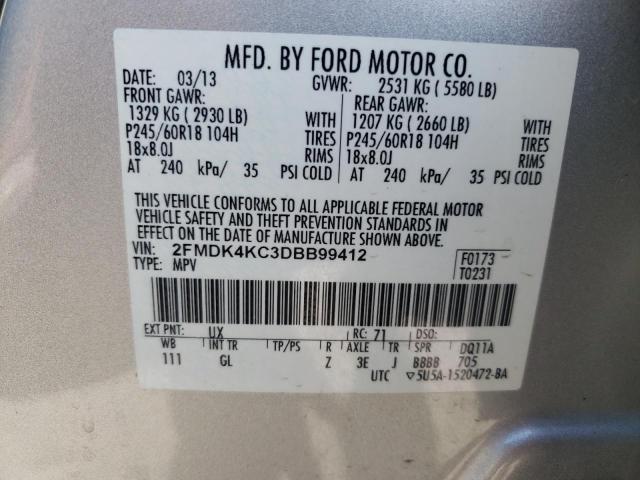 MFD. BY FORD MOTOR CO.
DATE: 03/13 GVWR: 2531 KG ( 5580 LB)
FRONT GAWR: REAR GAWR:
1329 KG ( 2930 LB) WITH 1207 KG ( 2660 LB) WITH
P245/60R18 104H TIRES P245/60R18 104H TIRES
18x8.0J RIMS 18x8.0J RIMS
AT 240 kPa/ 35 PSI COLD AT 240 kPa/ 35 PSI COLD
THIS VEHICLE CONFORMS TO ALL APPLICABLE FEDERAL MOTOR
VEHICLE SAFETY AND THEFT PREVENTION STANDARDS IN
EFFECT ON THE DATE OF MANUFACTURE SHOWN ABOVE.
VIN: 2FMDK4KC3DBB99412 F0173
TYPE: MPV T0231
EXT PNT: UX RC: 71 DSO:
WB INT TR TP/PS R AXLE TR SPR DQ11A
111 GL Z 3E J BBBB 705
UTC ▽5U5A-1520472-BA